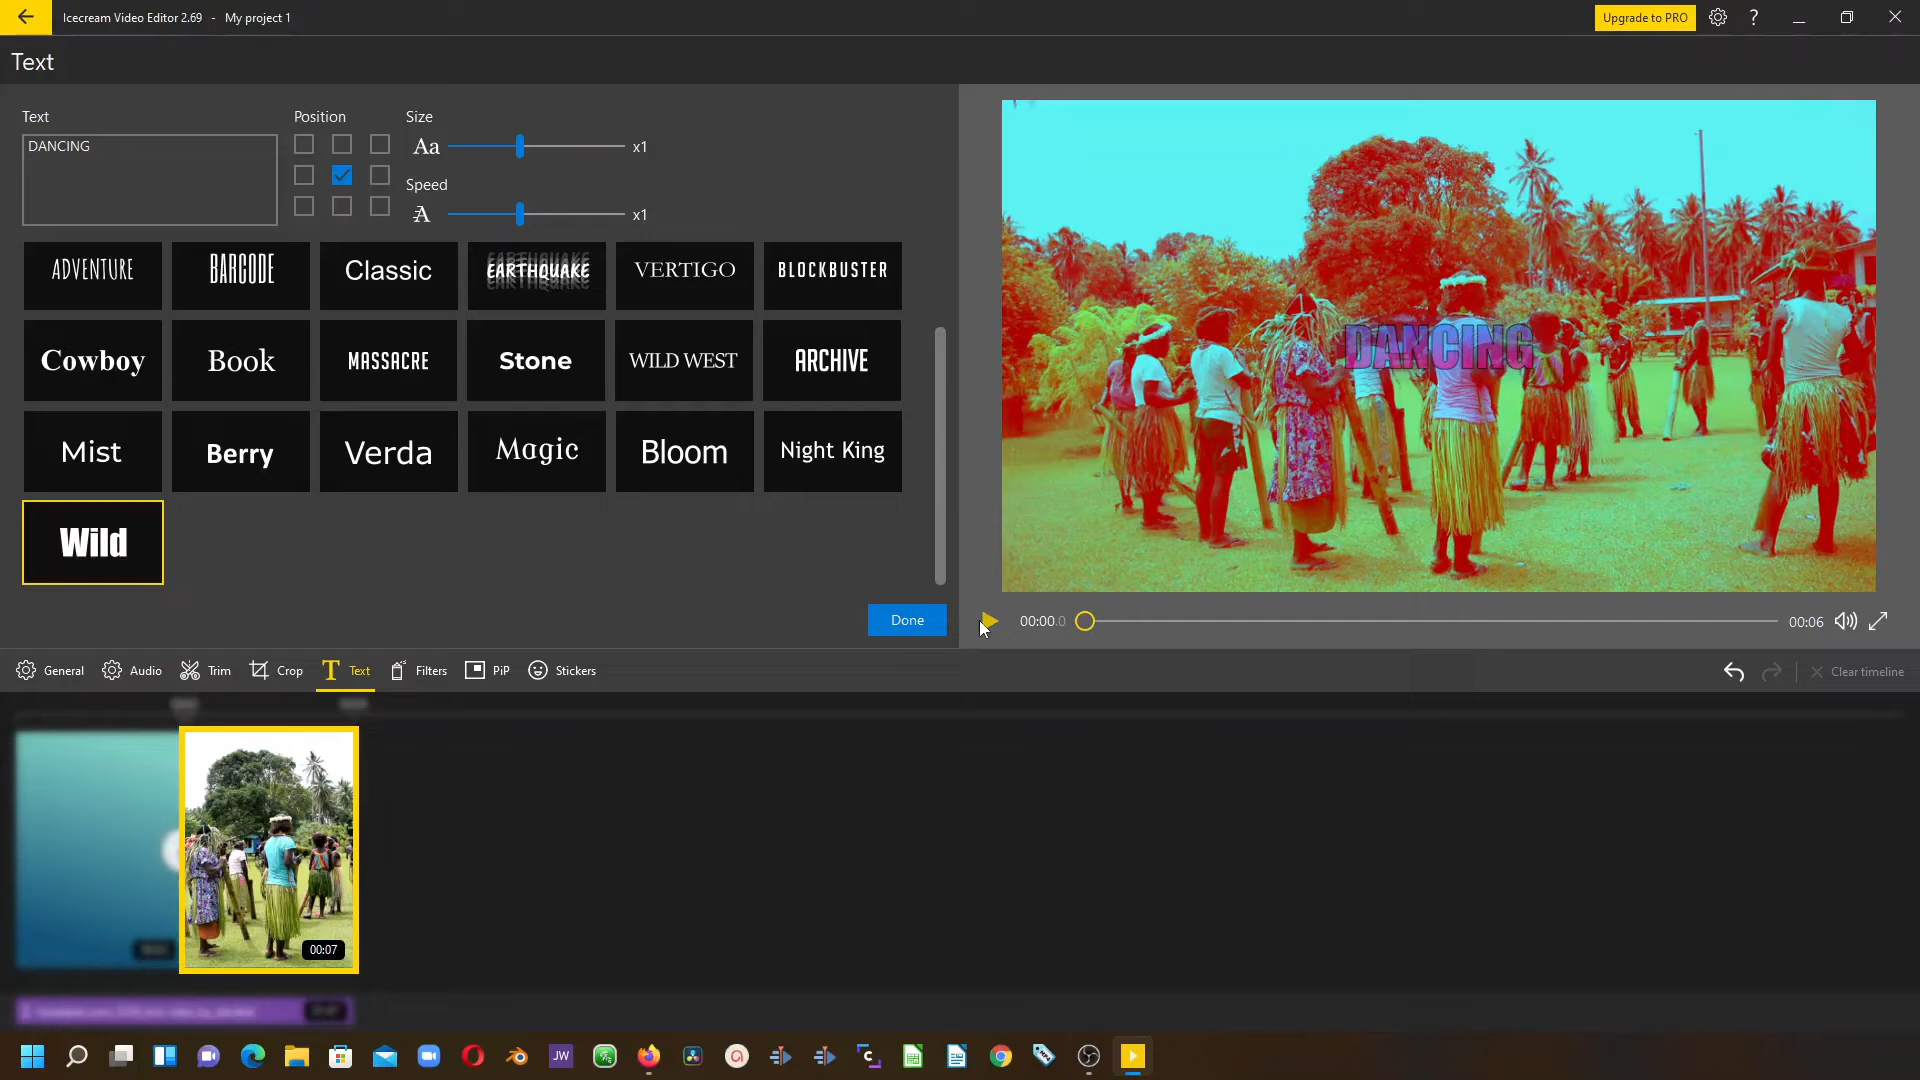 Icecream Video Editor 2.69 - My project 1
Upgrade to PRO
?
Text
Text
Position
Size
DANCING
Aa
x1
Speed
A
x1
ADVENTURE
BARCODE
Classic
EARTHQUAKE
VERTIGO
BLOCKBUSTER
Cowboy
Book
MASSACRE
Stone
WILD WEST
ARCHIVE
Mist
Berry
Verda
Magic
Bloom
Night King
Wild
DANCING
Done
00:00.0
00:06
General
Audio
Trim
Crop
T
Text
Filters
PiP
Stickers
Clear timeline
00:07
JW
C